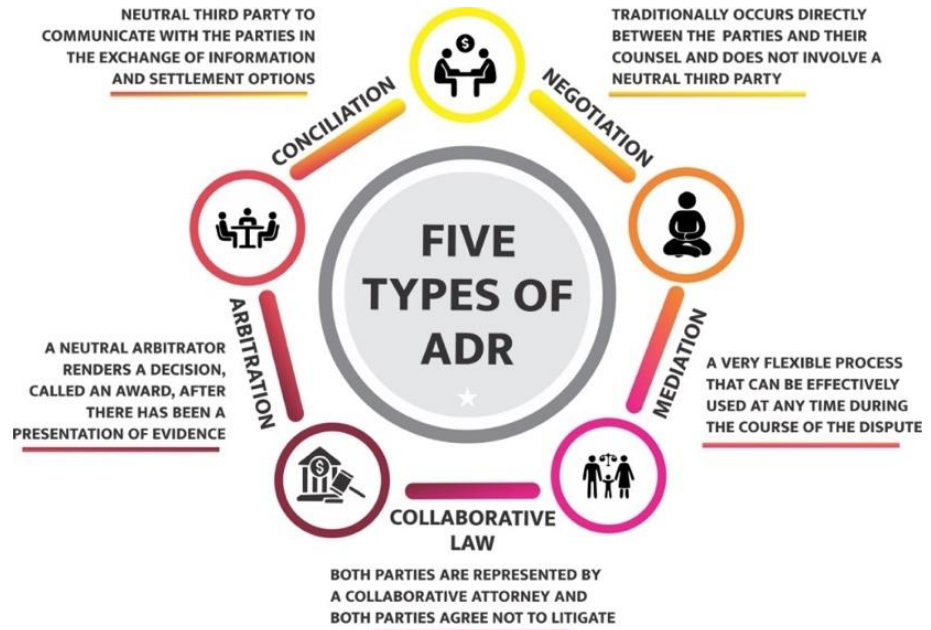 NEUTRAL THIRD PARTY TO
COMMUNICATE WITH THE PARTIES IN
THE EXCHANGE OF INFORMATION
AND SETTLEMENT OPTIONS
CONCILIATION
TRADITIONALLY OCCURS DIRECTLY
BETWEEN THE PARTIES AND THEIR
COUNSEL AND DOES NOT INVOLVE A
NEUTRAL THIRD PARTY
NEGOTIATION
FIVE
TYPES OF
ADR
ARBITRATION
A NEUTRAL ARBITRATOR
RENDERS A DECISION,
CALLED AN AWARD, AFTER
THERE HAS BEEN A
PRESENTATION OF EVIDENCE
MEDIATION
A VERY FLEXIBLE PROCESS
THAT CAN BE EFFECTIVELY
USED AT ANY TIME DURING
THE COURSE OF THE DISPUTE
COLLABORATIVE
LAW
BOTH PARTIES ARE REPRESENTED BY
A COLLABORATIVE ATTORNEY AND
BOTH PARTIES AGREE NOT TO LITIGATE
$
$